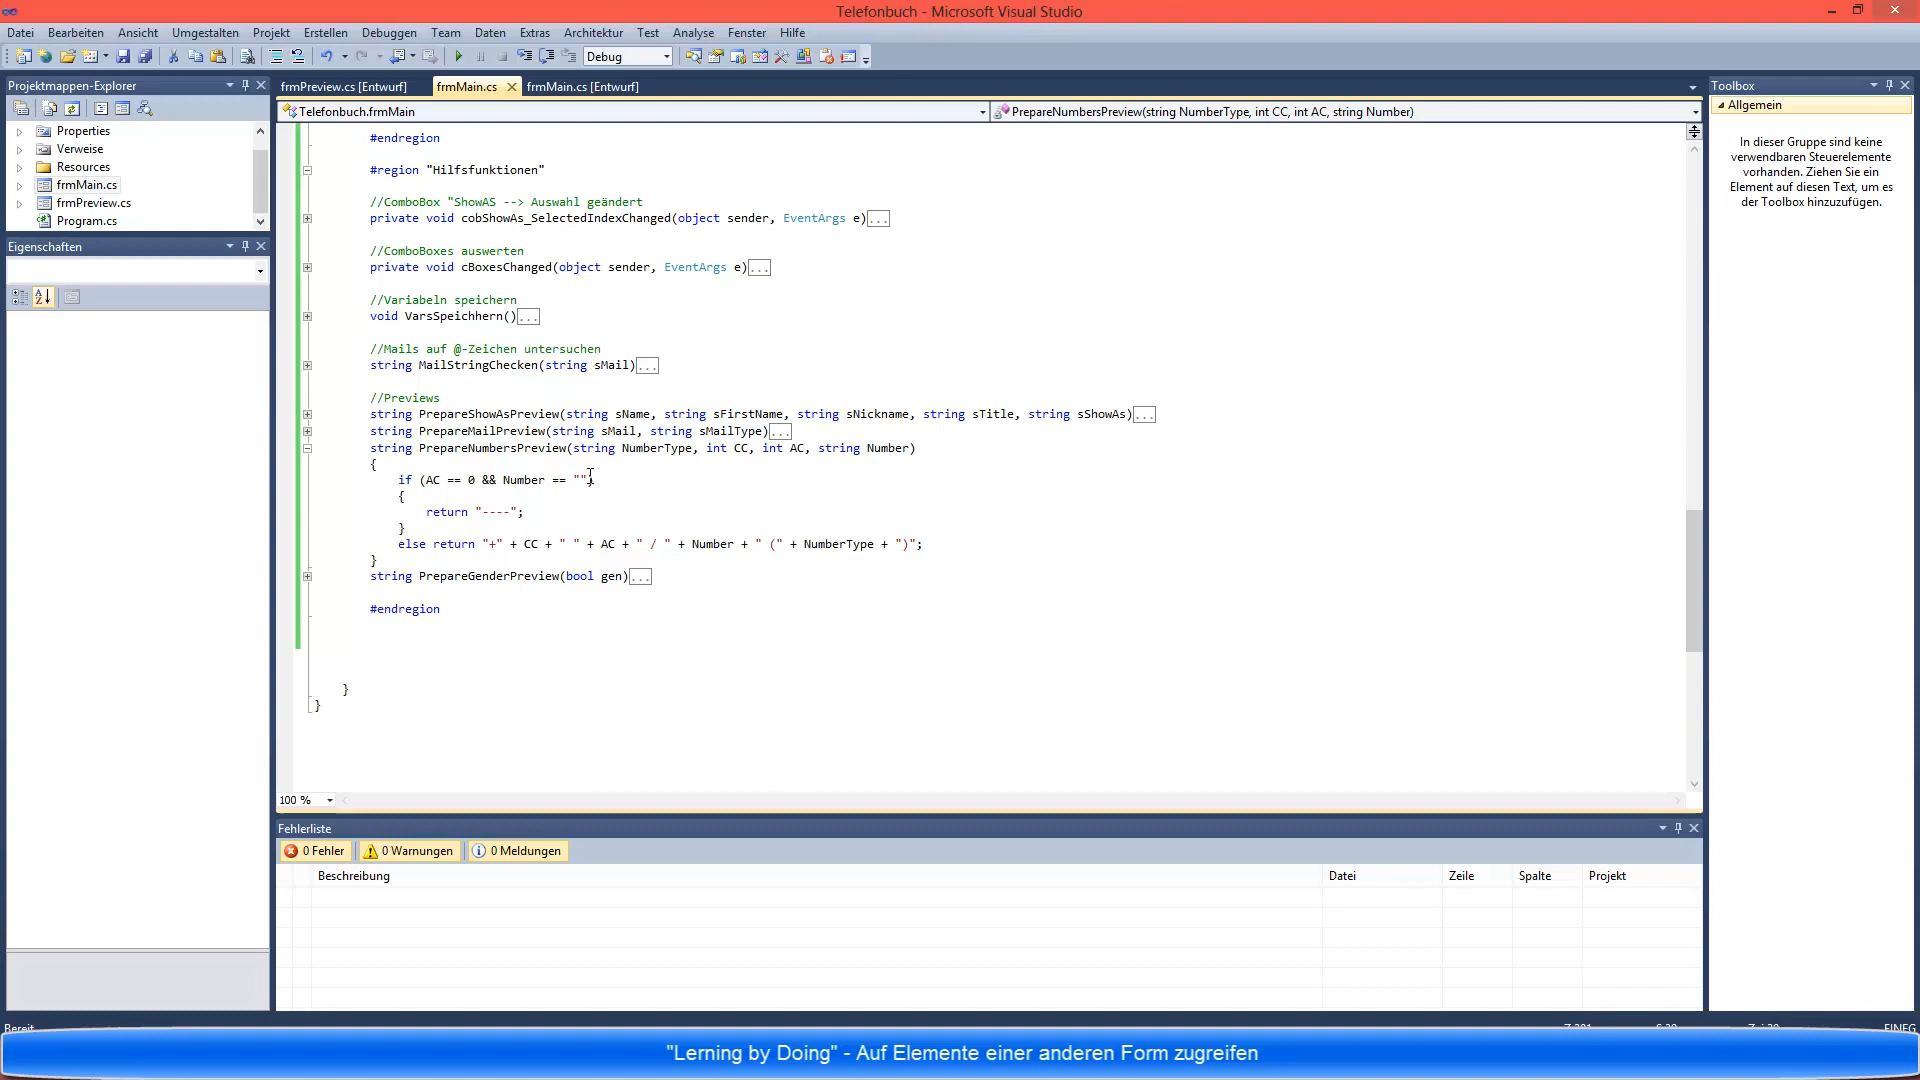 Telefonbuch - Microsoft Visual Studio
Datei Bearbeiten Ansicht Umgestalten Projekt Erstellen Debuggen Team Daten Extras Architektur Test Analyse Fenster Hilfe
Debug
Projektmappen-Explorer
Properties
Verweise
Resources
frmMain.cs
frmPreview.cs
Program.cs
Eigenschaften
frmPreview.cs [Entwurf] frmMain.cs frmMain.cs [Entwurf]
Telefonbuch.frmMain PrepareNumbersPreview(string NumberType, int CC, int AC, string Number)
#endregion
#region "Hilfsfunktionen"
//ComboBox "ShowAS --> Auswahl geändert
private void cobShowAs_SelectedIndexChanged(object sender, EventArgs e)...
//ComboBoxes auswerten
private void cBoxesChanged(object sender, EventArgs e)...
//Variabeln speichern
void VarsSpeichhern()...
//Mails auf @-Zeichen untersuchen
string MailStringChecken(string sMail)...
//Previews
string PrepareShowAsPreview(string sName, string sFirstName, string sNickname, string sTitle, string sShowAs)...
string PrepareMailPreview(string sMail, string sMailType)...
string PrepareNumbersPreview(string NumberType, int CC, int AC, string Number)
{
if (AC == 0 && Number == "")
{
return "----";
}
else return "+" + CC + " " + AC + " / " + Number + " (" + NumberType + ")";
}
string PrepareGenderPreview(bool gen)...
#endregion
}
}
100 %
Fehlerliste
0 Fehler 0 Warnungen 0 Meldungen
Beschreibung Datei Zeile Spalte Projekt
Toolbox
Allgemein
In dieser Gruppe sind keine
verwendbaren Steuerelemente
vorhanden. Ziehen Sie ein
Element auf diesen Text, um es
der Toolbox hinzuzufügen.
"Lerning by Doing" - Auf Elemente einer anderen Form zugreifen